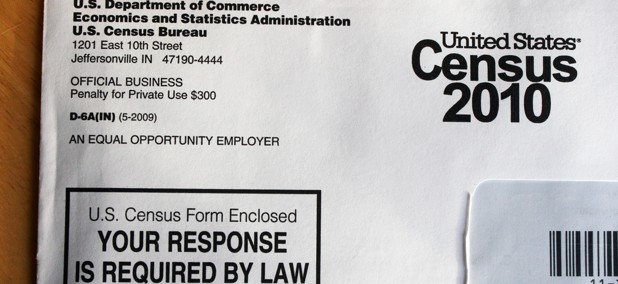 U.S. Department of Commerce
Economics and Statistics Administration
U.S. Census Bureau
1201 East 10th Street
Jeffersonville IN 47190-4444
OFFICIAL BUSINESS
Penalty for Private Use $300
D-6A(IN) (5-2009)
AN EQUAL OPPORTUNITY EMPLOYER
United States®
Census
2010
U.S. Census Form Enclosed
YOUR RESPONSE
IS REQUIRED BY LAW